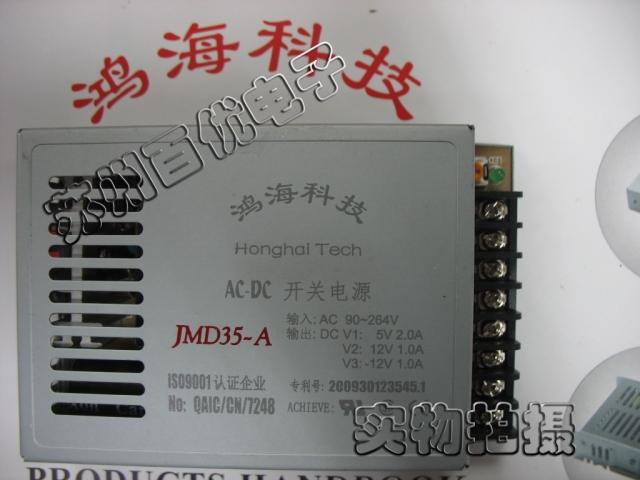 鸿海科技
苏州百优电子
LED
鸿海科技
Honghai Tech
AC-DC 开关电源
JMD35-A
输入: AC 90~264V
输出: DC V1: 5V 2.0A
V2: 12V 1.0A
V3: -12V 1.0A
ISO9001认证企业
No: QAIC/CN/7248
专利号: 200930123545.1
ACHIEVE:
实物拍摄
PRODUCTS HANDBOOK